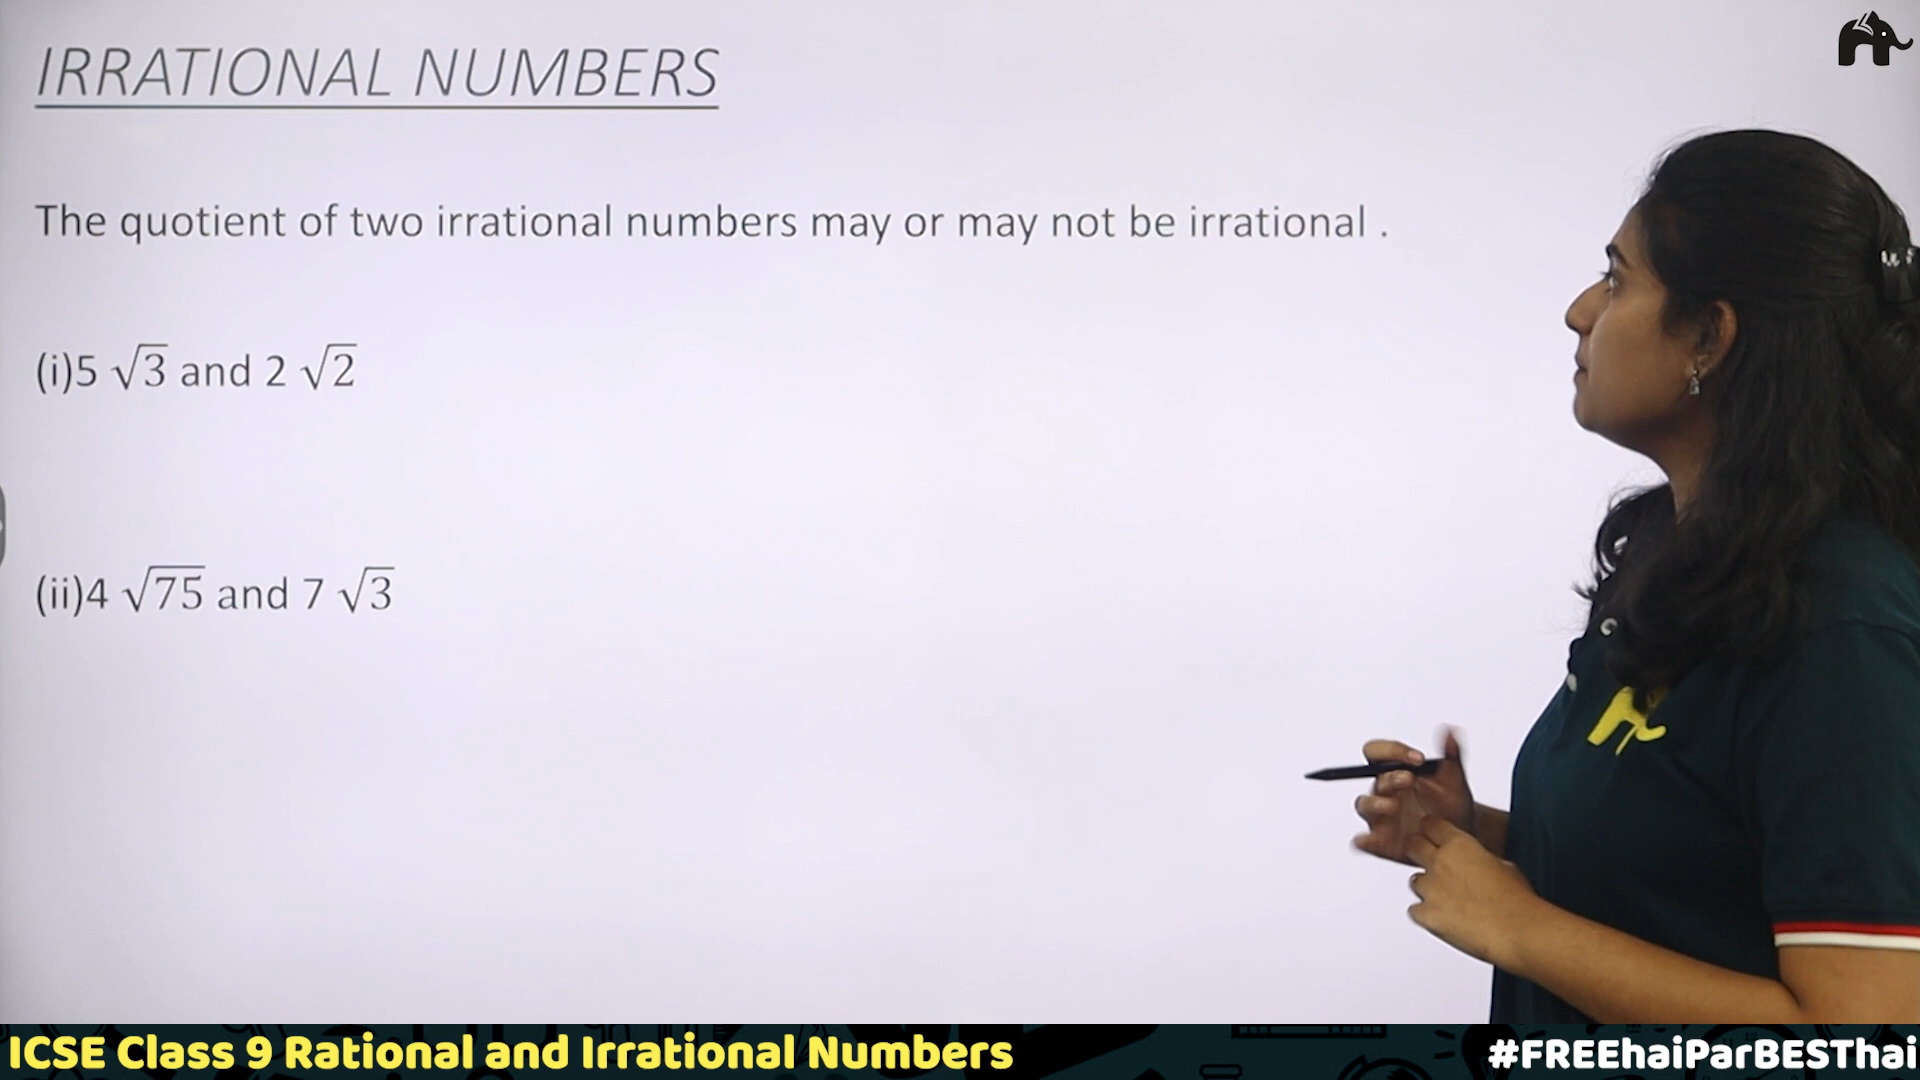 IRRATIONAL NUMBERS
The quotient of two irrational numbers may or may not be irrational .
(i)5 √3 and 2 √2
(ii)4 √75 and 7 √3
ICSE Class 9 Rational and Irrational Numbers
#FREEhaiParBESThai